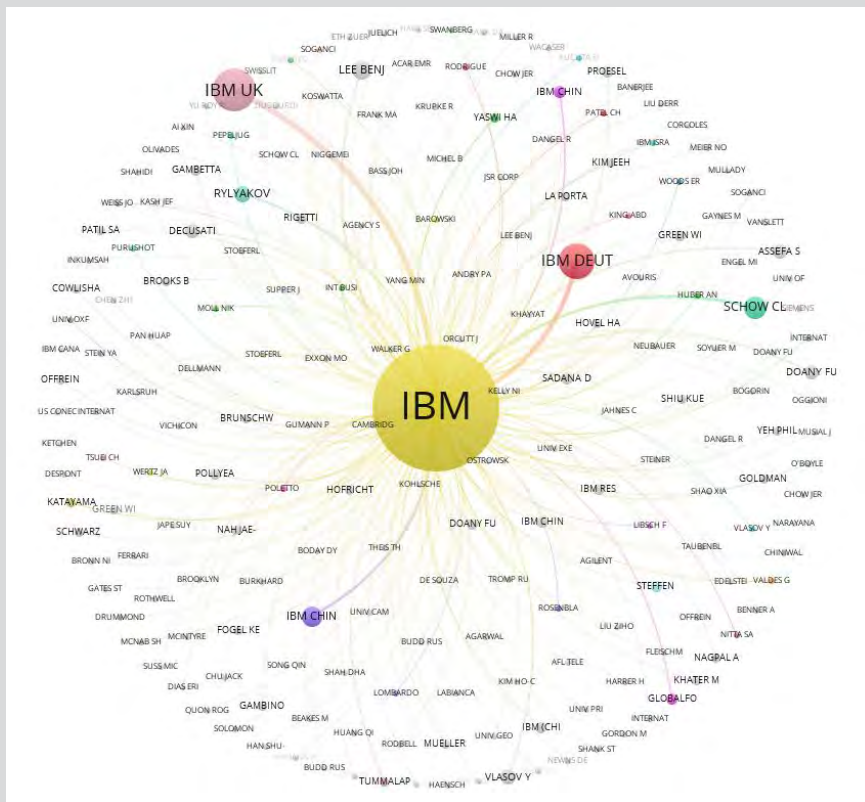 ETH ZUER
JUELICH
SWANBERG
MILLER R
SOGANCI
WACASER
SWISSLIT
LEE BENJ
ACAR EMR
RODRIGUE
CHOW JER
PROESEL
IBM UK
KOSWATTA
IBM CHIN
BANERJEE
KRUPKE R
LIU DERR
FRANK MA
YASWI HA
PATEL CH
CORCOLES
AI XIN
PEPELJUG
DANGEL R
IBM ISRA
MEIER NO
OLIVADES
SCHOW CL
NIGGEMEI
MICHEL B
KIM JEEH
MULLADY
SHAHIDI
GAMBETTA
BASS JOH
JSR CORP
WOODS ER
SOGANCI
WEISS JO
KASH JEF
RYLYAKOV
LA PORTA
PATIL SA
DECUSATI
RIGETTI
AGENCY S
BAROWSKI
KING ABD
GAYNES M
VANSLETT
PURUSHOT
LEE BENJ
GREEN WI
INKUMSAH
STOEFERL
IBM DEUT
ASSEFA S
ENGEL MI
COWLISHA
BROOKS B
SUPPER J
INT BUSI
YANG MIN
ANDRY PA
AVOURIS
UNIV OF
CHEN ZHI
MOLL NIK
HUBER AN
SCHOW CL
SIEMENS
UNIV OXF
KHAYYAT
HOVEL HA
PAN HUAP
ORCUTT J
INTERNAT
IBM CANA
STEIN YA
STOEFERL
EXXON MO
WALKER G
NEUBAUER
SOYUER M
DOANY FU
DELLMANN
OFFREIN
SADANA D
DOANY FU
KARLSRUH
KELLY NI
BOGORIN
IBM
SHIU KUE
OGGIONI
US CONEC
INTERNAT
BRUNSCHW
GUMANN P
CAMBRIDG
JAHNES C
VICHICON
YEH PHIL
MUSIAL J
KETCHEN
DANGEL R
UNIV EXE
TSUEI CH
OSTROWSK
STEINER
O'BOYLE
DESPONT
WERTZ JA
POLLYEA
GOLDMAN
POLETTO
HOFRICHT
KOHLSCHE
IBM RES
SHAO XIA
CHOW JER
KATAYAMA
GREEN WI
SCHWARZ
JAPE SUY
NAH JAE-
DOANY FU
IBM CHIN
LIBSCH F
VLASOV Y
NARAYANA
BODAY DY
THEIS TH
TAUBENBL
CHINIWAL
BRONN NI
FERRARI
AGILENT
BROOKLYN
BURKHARD
DE SOUZA
TROMP RU
STEFFEN
EDELSTEI
VALDES G
GATES ST
ROTHWELL
IBM CHIN
UNIV CAM
ROSENBLA
OFFREIN
BENNER A
DRUMMOND
FOGEL KE
LIU ZIHO
NITTA SA
MCNAB SH
MCINTYRE
BUDD RUS
AGARWAL
FLEISCHM
NAGPAL A
SUSS MIC
SONG QIN
SHAH DHA
AFL TELE
CHU JACK
KIM HO-C
HARRER H
KHATER M
DIAS ERI
LOMBARDO
LABIANCA
GLOBALFO
QUON ROG
GAMBINO
UNIV PRI
INTERNAT
SOLOMON
BEAKES M
HUANG QI
UNIV GEO
IBM (CHI
GORDON M
HAN SHU-
RODBELL
MUELLER
SHANK ST
NEWNS DE
BUDD RUS
TUMMALAP
HAENSCH
VLASOV Y